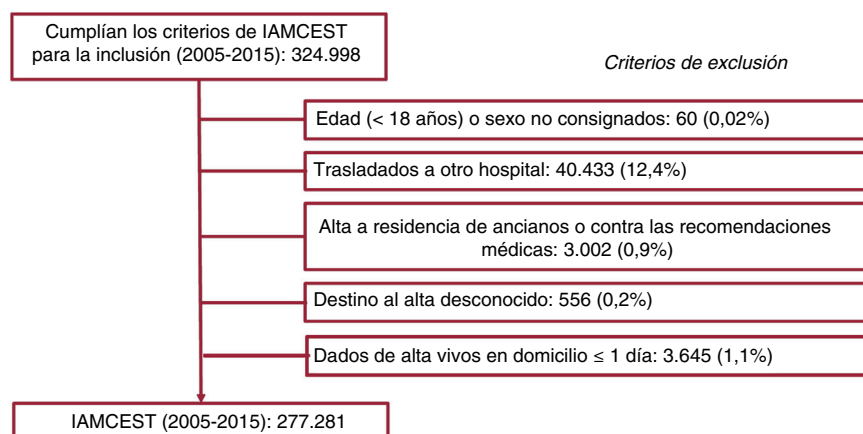 Cumplían los criterios de IAMCEST
para la inclusión (2005-2015): 324.998
Criterios de exclusión
Edad (< 18 años) o sexo no consignados: 60 (0,02%)
Trasladados a otro hospital: 40.433 (12,4%)
Alta a residencia de ancianos o contra las recomendaciones
médicas: 3.002 (0,9%)
Destino al alta desconocido: 556 (0,2%)
Dados de alta vivos en domicilio ≤ 1 día: 3.645 (1,1%)
IAMCEST (2005-2015): 277.281